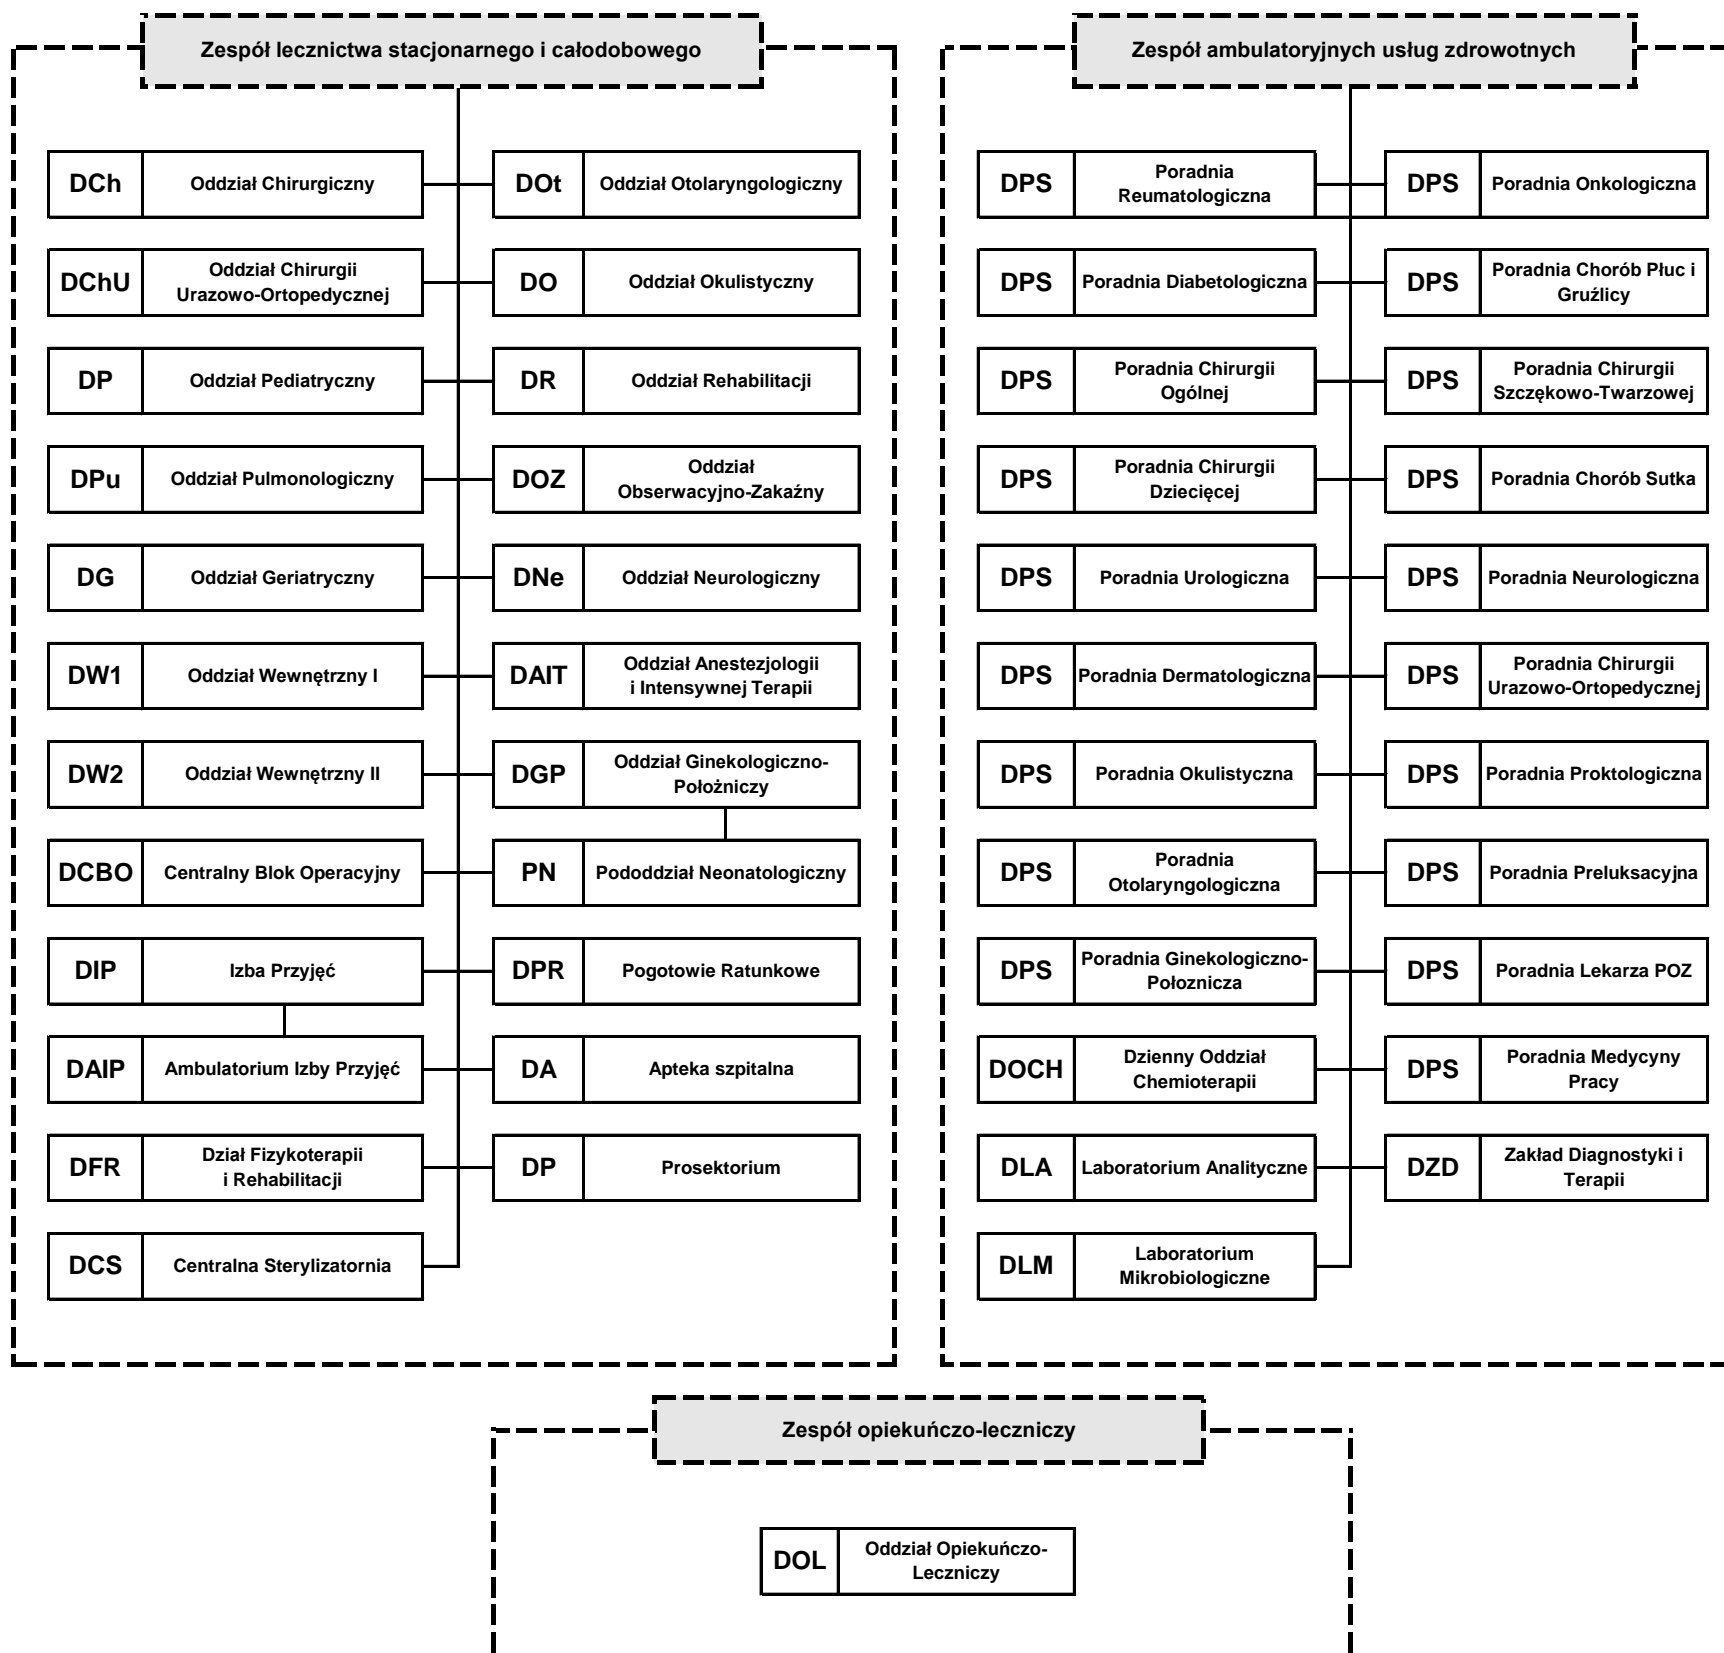 Zespół lecznictwa stacjonarnego i całodobowego
DCh
Oddział Chirurgiczny
DOt
Oddział Otolaryngologiczny
DChU
Oddział Chirurgii
Urazowo-Ortopedycznej
DO
Oddział Okulistyczny
DP
Oddział Pediatryczny
DR
Oddział Rehabilitacji
DPu
Oddział Pulmonologiczny
DOZ
Oddział
Obserwacyjno-Zakaźny
DG
Oddział Geriatryczny
DNe
Oddział Neurologiczny
DW1
Oddział Wewnętrzny I
DAIT
Oddział Anestezjologii
i Intensywnej Terapii
DW2
Oddział Wewnętrzny II
DGP
Oddział Ginekologiczno-
Położniczy
DCBO
Centralny Blok Operacyjny
PN
Pododdział Neonatologiczny
DIP
Izba Przyjęć
DPR
Pogotowie Ratunkowe
DAIP
Ambulatorium Izby Przyjęć
DA
Apteka szpitalna
DFR
Dział Fizykoterapii
i Rehabilitacji
DP
Prosektorium
DCS
Centralna Sterylizatornia
Zespół ambulatoryjnych usług zdrowotnych
DPS
Poradnia
Reumatologiczna
DPS
Poradnia Onkologiczna
DPS
Poradnia Diabetologiczna
DPS
Poradnia Chorób Płuc i
Gruźlicy
DPS
Poradnia Chirurgii
Ogólnej
DPS
Poradnia Chirurgii
Szczękowo-Twarzowej
DPS
Poradnia Chirurgii
Dziecięcej
DPS
Poradnia Chorób Sutka
DPS
Poradnia Urologiczna
DPS
Poradnia Neurologiczna
DPS
Poradnia Dermatologiczna
DPS
Poradnia Chirurgii
Urazowo-Ortopedycznej
DPS
Poradnia Okulistyczna
DPS
Poradnia Proktologiczna
DPS
Poradnia
Otolaryngologiczna
DPS
Poradnia Preluksacyjna
DPS
Poradnia Ginekologiczno-
Położnicza
DPS
Poradnia Lekarza POZ
DOCH
Dzienny Oddział
Chemioterapii
DPS
Poradnia Medycyny
Pracy
DLA
Laboratorium Analityczne
DZD
Zakład Diagnostyki i
Terapii
DLM
Laboratorium
Mikrobiologiczne
Zespół opiekuńczo-leczniczy
DOL
Oddział Opiekuńczo-
Leczniczy